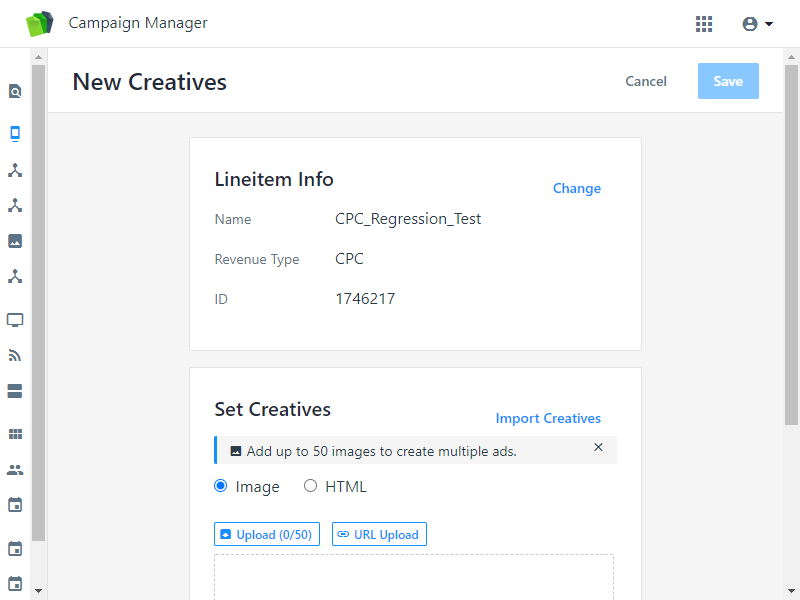 Campaign Manager
New Creatives
Cancel
Save
Lineitem Info
Change
Name
CPC_Regression_Test
Revenue Type
CPC
ID
1746217
Set Creatives
Import Creatives
Add up to 50 images to create multiple ads.
Image
HTML
Upload (0/50)
URL Upload